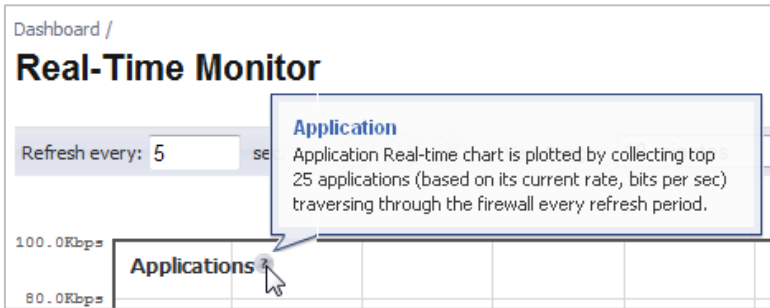 Dashboard /
Real-Time Monitor
Application
Refresh every: 5
Application Real-time chart is plotted by collecting top
25 applications (based on its current rate, bits per sec)
traversing through the firewall every refresh period.
100.0Kbps
Applications ?
80.0Kbps